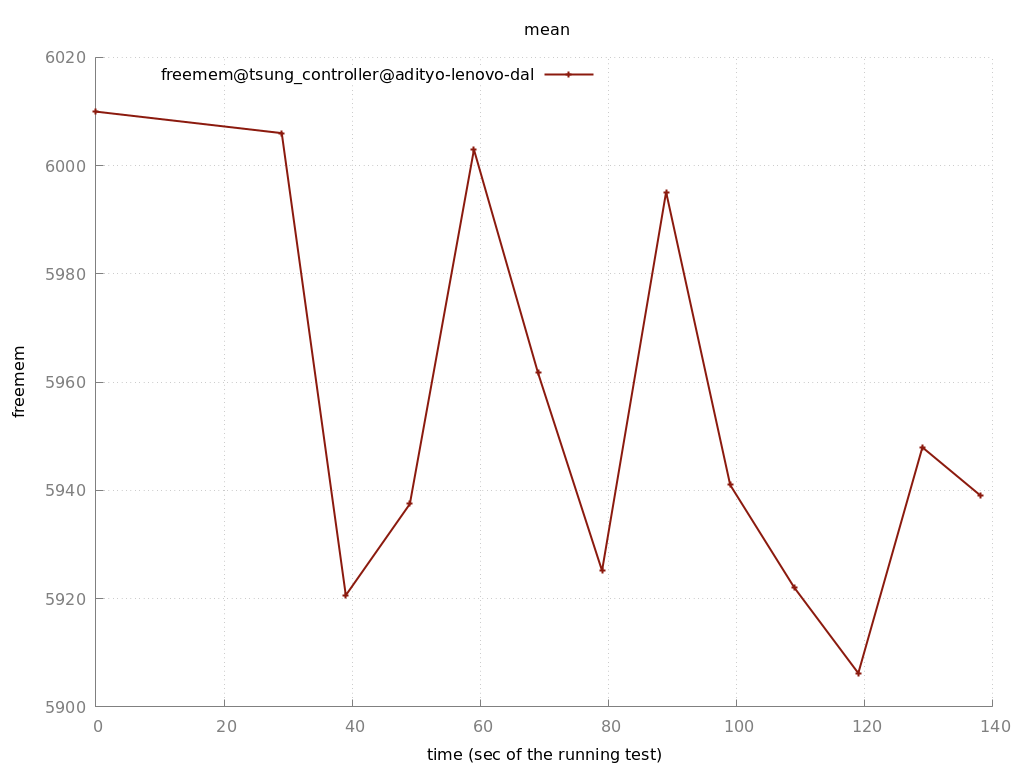 mean
6020
freemem@tsung_controller@adityo-lenovo-dal
6000
5980
5960
freemem
5940
5920
5900
0 20 40 60 80 100 120 140
time (sec of the running test)